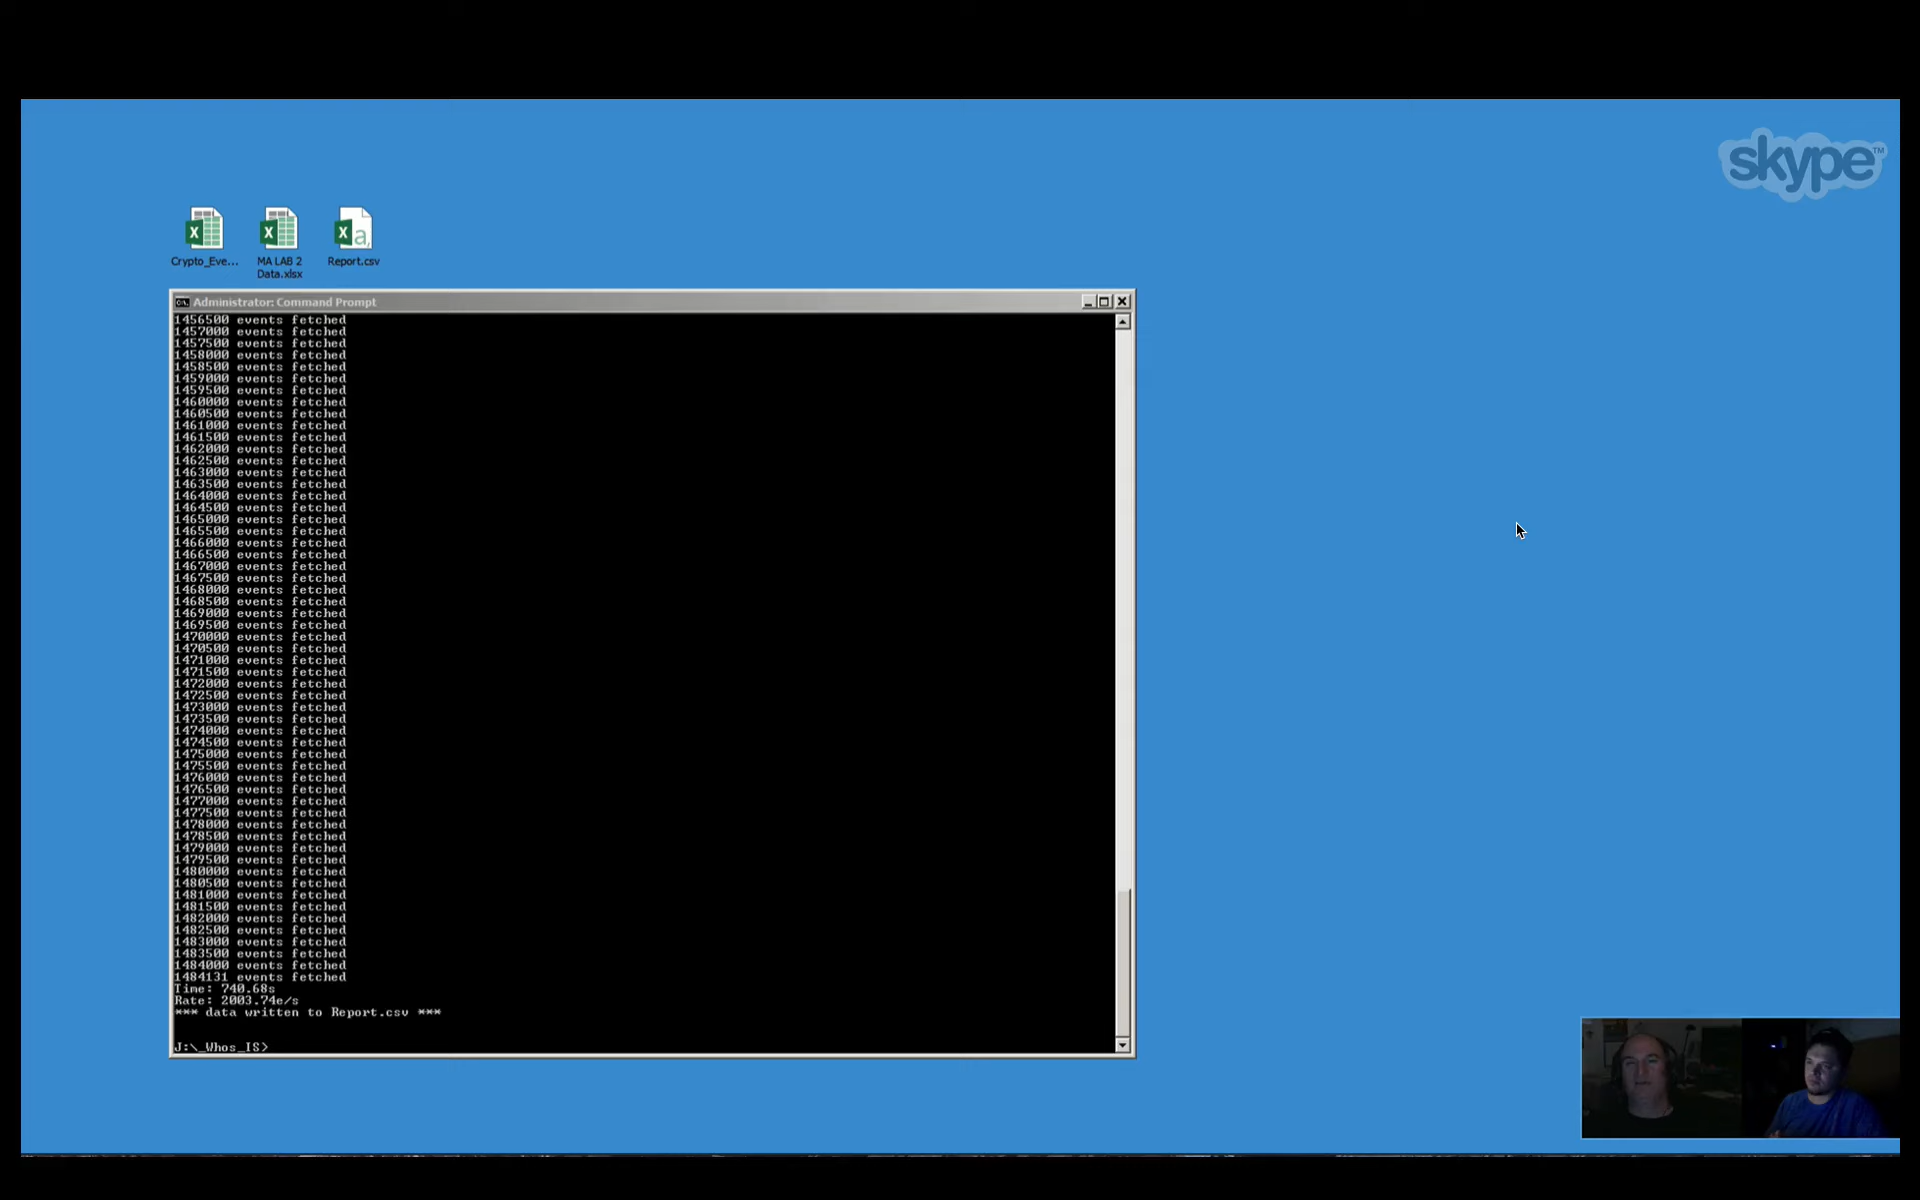 skype™
Crypto_Eve...
MA LAB 2
Data.xlsx
Report.csv
Administrator: Command Prompt
1456500 events fetched
1457000 events fetched
1457500 events fetched
1458000 events fetched
1458500 events fetched
1459000 events fetched
1459500 events fetched
1460000 events fetched
1460500 events fetched
1461000 events fetched
1461500 events fetched
1462000 events fetched
1462500 events fetched
1463000 events fetched
1463500 events fetched
1464000 events fetched
1464500 events fetched
1465000 events fetched
1465500 events fetched
1466000 events fetched
1466500 events fetched
1467000 events fetched
1467500 events fetched
1468000 events fetched
1468500 events fetched
1469000 events fetched
1469500 events fetched
1470000 events fetched
1470500 events fetched
1471000 events fetched
1471500 events fetched
1472000 events fetched
1472500 events fetched
1473000 events fetched
1473500 events fetched
1474000 events fetched
1474500 events fetched
1475000 events fetched
1475500 events fetched
1476000 events fetched
1476500 events fetched
1477000 events fetched
1477500 events fetched
1478000 events fetched
1478500 events fetched
1479000 events fetched
1479500 events fetched
1480000 events fetched
1480500 events fetched
1481000 events fetched
1481500 events fetched
1482000 events fetched
1482500 events fetched
1483000 events fetched
1483500 events fetched
1484000 events fetched
1484131 events fetched
Time: 740.68s
Rate: 2003.74e/s
*** data written to Report.csv ***
J:\_Whos_IS>